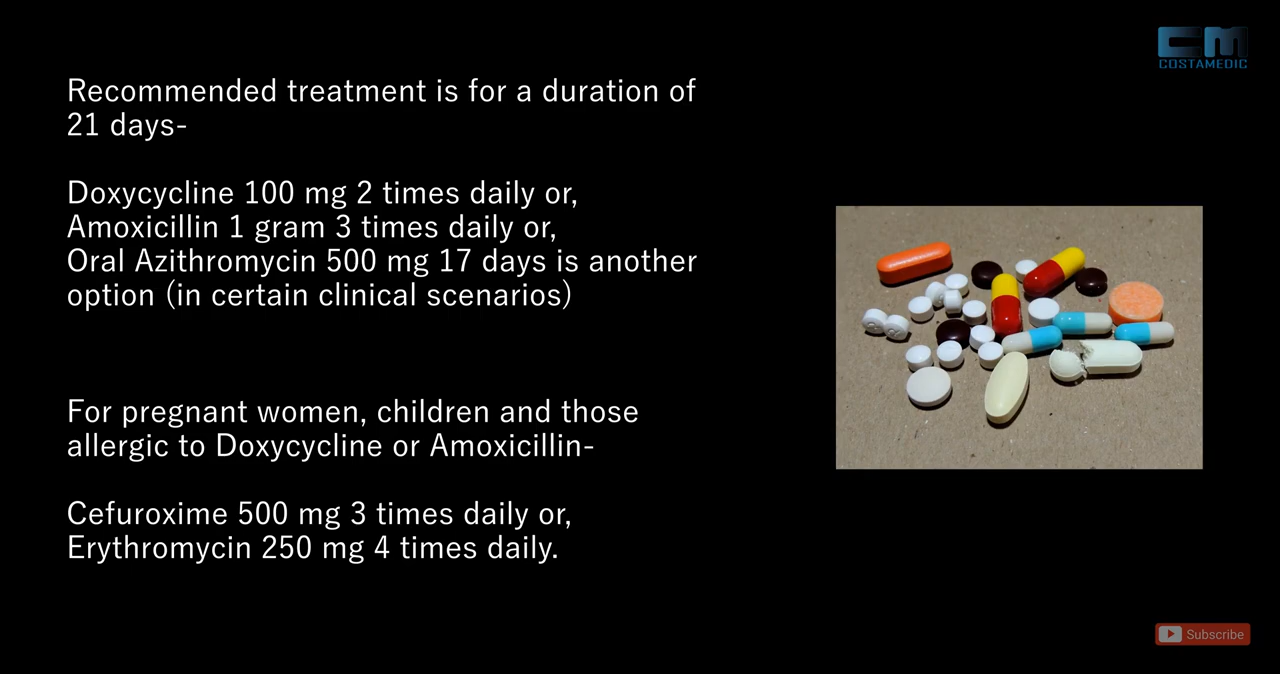 CM
COSTAMEDIC
Recommended treatment is for a duration of
21 days-
Doxycycline 100 mg 2 times daily or,
Amoxicillin 1 gram 3 times daily or,
Oral Azithromycin 500 mg 17 days is another
option (in certain clinical scenarios)
For pregnant women, children and those
allergic to Doxycycline or Amoxicillin-
Cefuroxime 500 mg 3 times daily or,
Erythromycin 250 mg 4 times daily.
Subscribe